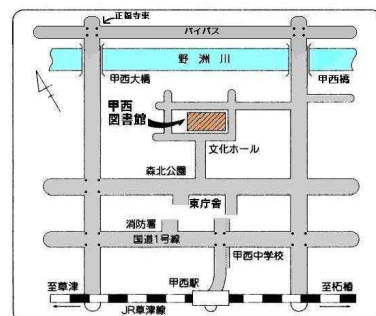 正福寺東
バイパス
野洲川
甲西大橋
甲西橋
甲西
図書館
文化ホール
森北公園
東庁舎
消防署
国道1号線
甲西中学校
甲西駅
至草津
至柘植
JR草津線